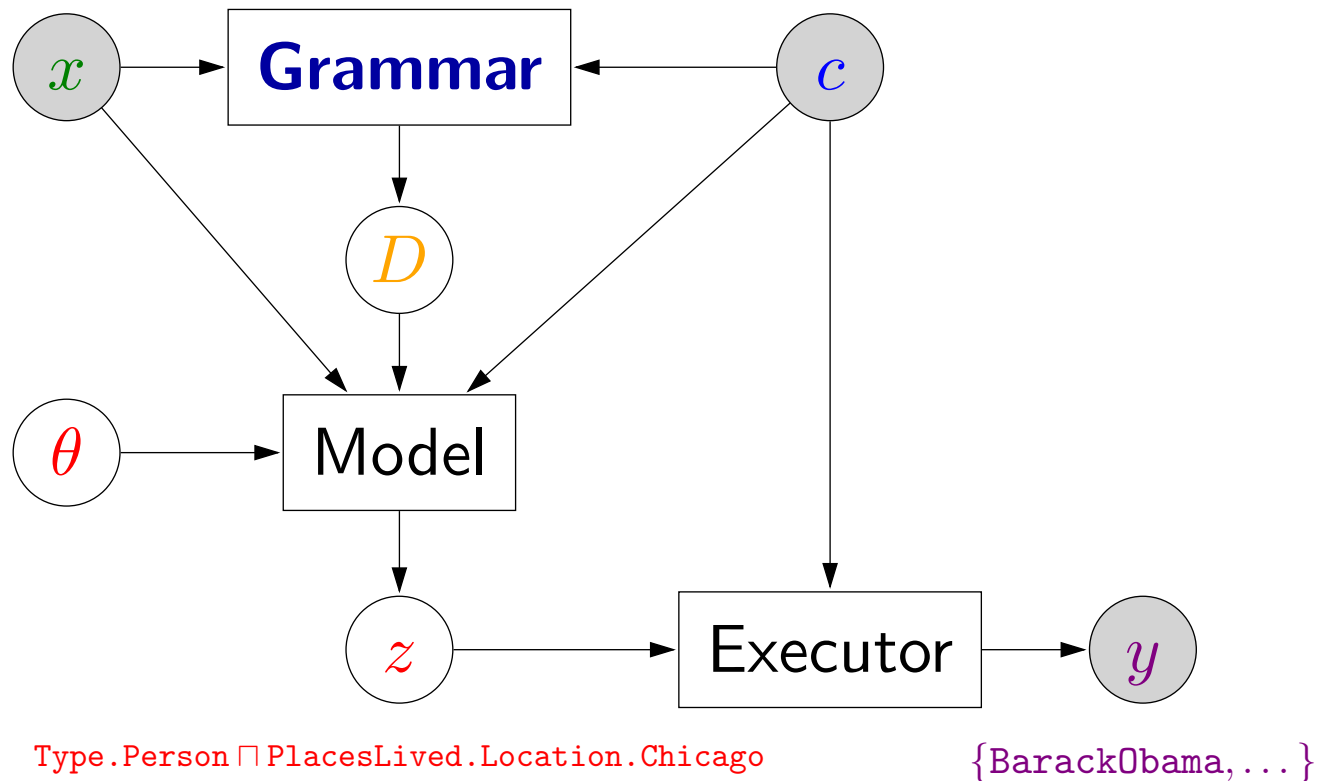 x Grammar c
D
θ Model
z Executor y
Type.Person ⊓ PlacesLived.Location.Chicago {BarackObama, ...}